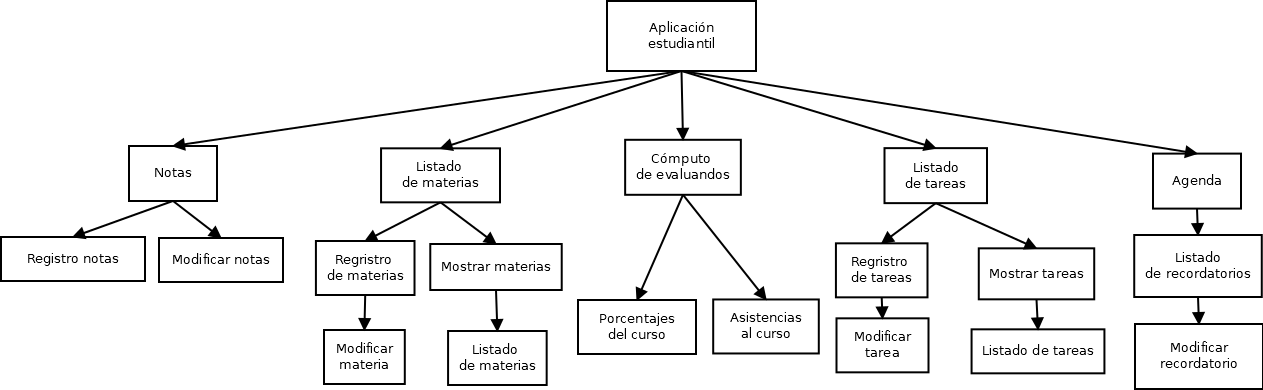 Aplicación
estudiantil
Notas
Listado
de materias
Cómputo
de evaluandos
Listado
de tareas
Agenda
Registro notas
Modificar notas
Regristro
de materias
Mostrar materias
Porcentajes
del curso
Asistencias
al curso
Regristro
de tareas
Mostrar tareas
Listado
de recordatorios
Modificar
materia
Listado
de materias
Modificar
tarea
Listado de tareas
Modificar
recordatorio